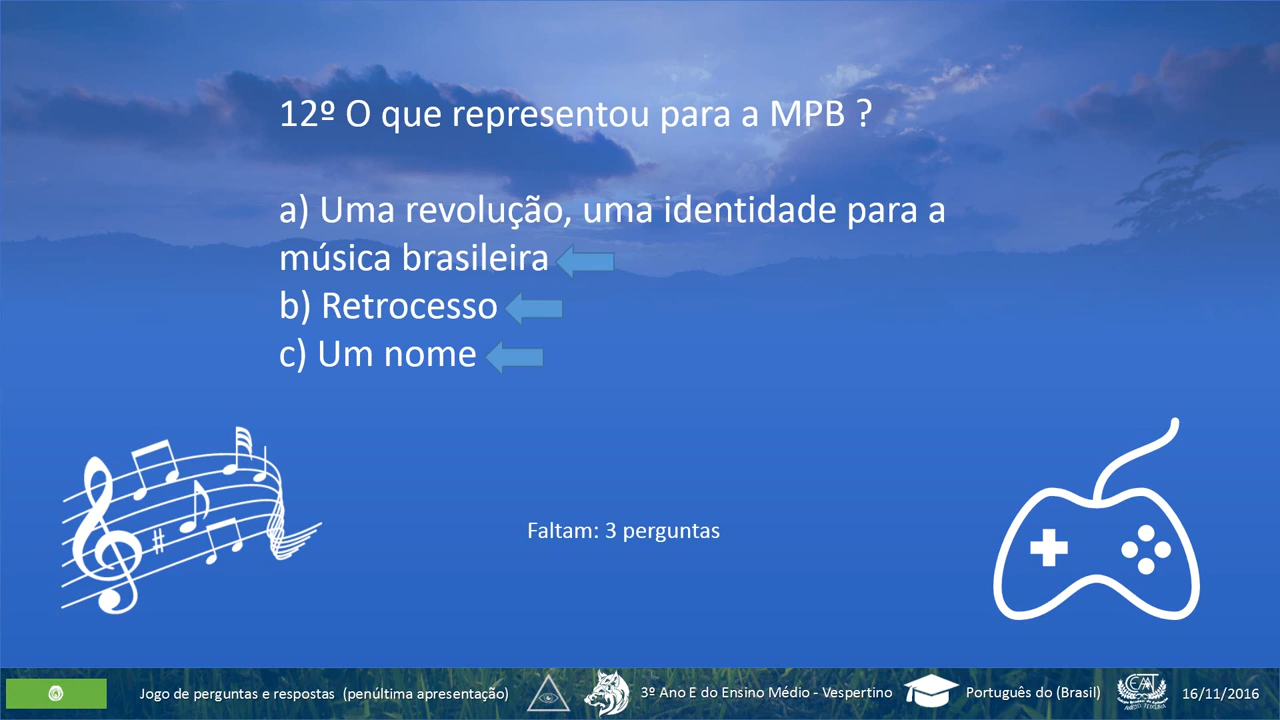 12º O que representou para a MPB ?
a) Uma revolução, uma identidade para a
música brasileira
b) Retrocesso
c) Um nome
Faltam: 3 perguntas
Jogo de perguntas e respostas (penúltima apresentação)
3º Ano E do Ensino Médio - Vespertino
Português do (Brasil)
CAT
16/11/2016